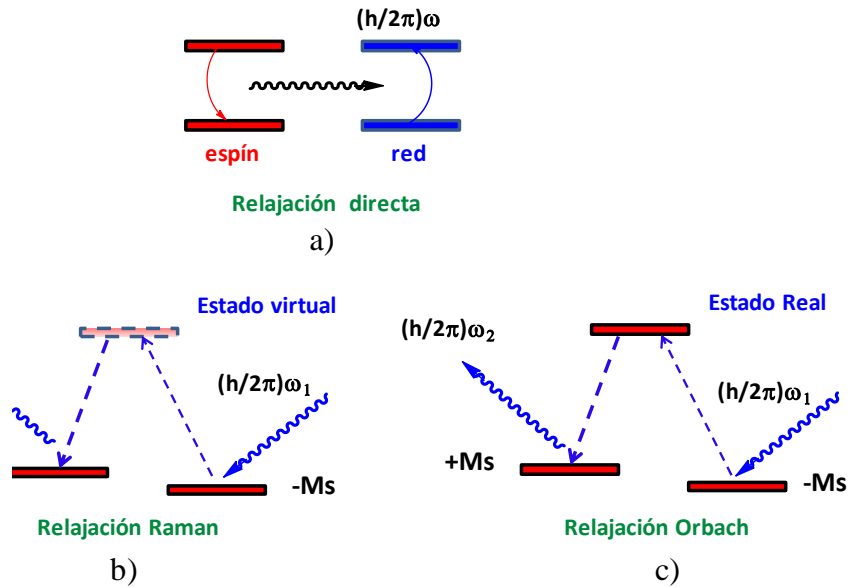 (h/2π)ω
espín
red
Relajación directa
a)
Estado virtual
(h/2π)ω₁
-Ms
Relajación Raman
b)
Estado Real
(h/2π)ω₂
(h/2π)ω₁
+Ms
-Ms
Relajación Orbach
c)